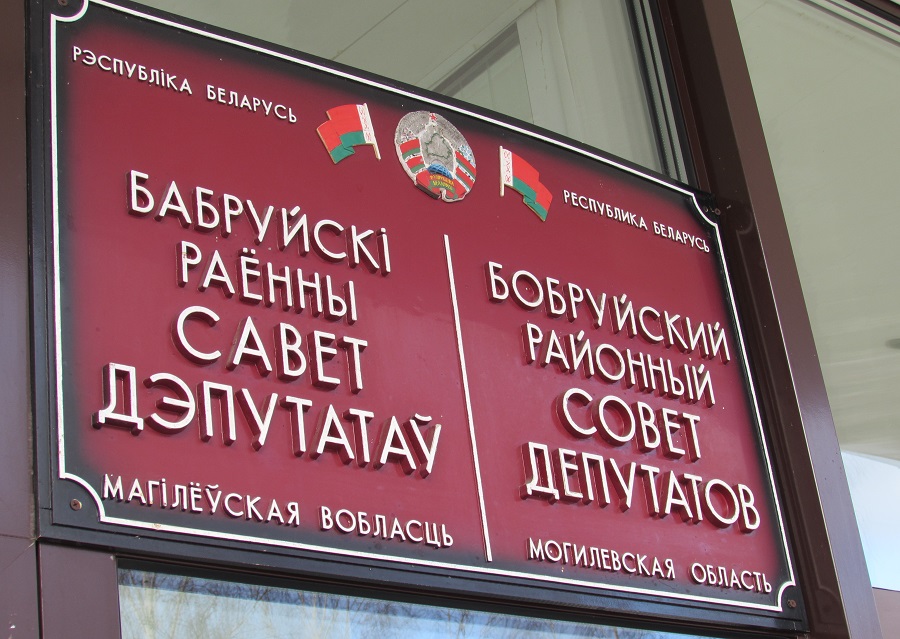 РЭСПУБЛІКА БЕЛАРУСЬ
БАБРУЙСКІ
РАЁННЫ
САВЕТ
ДЭПУТАТАЎ
МАГІЛЁЎСКАЯ ВОБЛАСЦЬ
РЕСПУБЛИКА БЕЛАРУСЬ
БОБРУЙСКИЙ
РАЙОННЫЙ
СОВЕТ
ДЕПУТАТОВ
МОГИЛЕВСКАЯ ОБЛАСТЬ